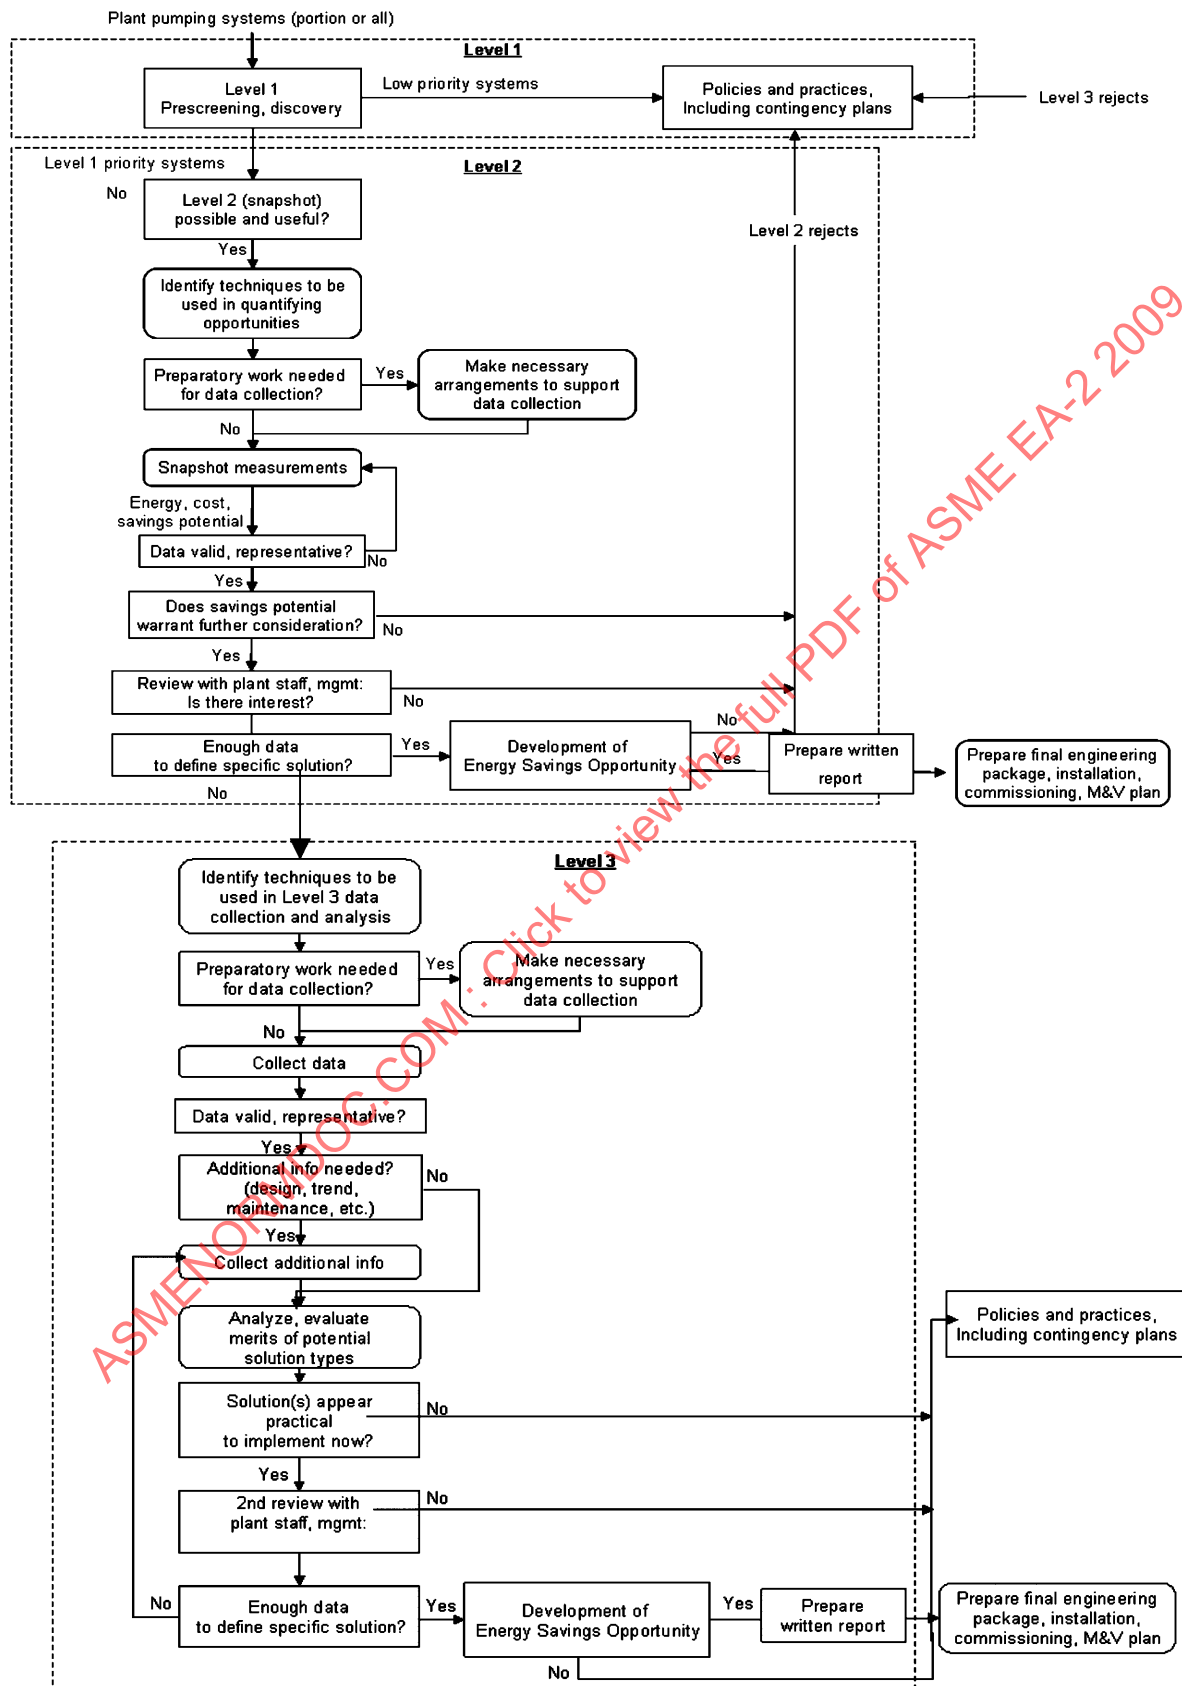 Plant pumping systems (portion or all)
Level 1
Level 1
Prescreening, discovery
Low priority systems
Policies and practices,
Including contingency plans
Level 3 rejects
Level 1 priority systems
Level 2
No
Level 2 (snapshot)
possible and useful?
Level 2 rejects
Yes
Identify techniques to be
used in quantifying
opportunities
Preparatory work needed
for data collection?
Yes
Make necessary
arrangements to support
data collection
No
Snapshot measurements
Energy, cost,
savings potential
Data valid, representative?
No
Yes
Does savings potential
warrant further consideration?
No
Yes
Review with plant staff, mgmt:
Is there interest?
No
Enough data
to define specific solution?
Yes
Development of
Energy Savings Opportunity
No
Yes
Prepare written
report
Prepare final engineering
package, installation,
commissioning, M&V plan
No
Level 3
Identify techniques to be
used in Level 3 data
collection and analysis
Preparatory work needed
for data collection?
Yes
Make necessary
arrangements to support
data collection
No
Collect data
Data valid, representative?
Yes
Additional info needed?
(design, trend,
maintenance, etc.)
No
Yes
Collect additional info
Analyze, evaluate
merits of potential
solution types
Policies and practices,
Including contingency plans
Solution(s) appear
practical
to implement now?
No
Yes
2nd review with
plant staff, mgmt:
No
No
Enough data
to define specific solution?
Yes
Development of
Energy Savings Opportunity
Yes
Prepare
written report
Prepare final engineering
package, installation,
commissioning, M&V plan
No
ASMENORMDOC.COM : Click to view the full PDF of ASME EA-2 2009